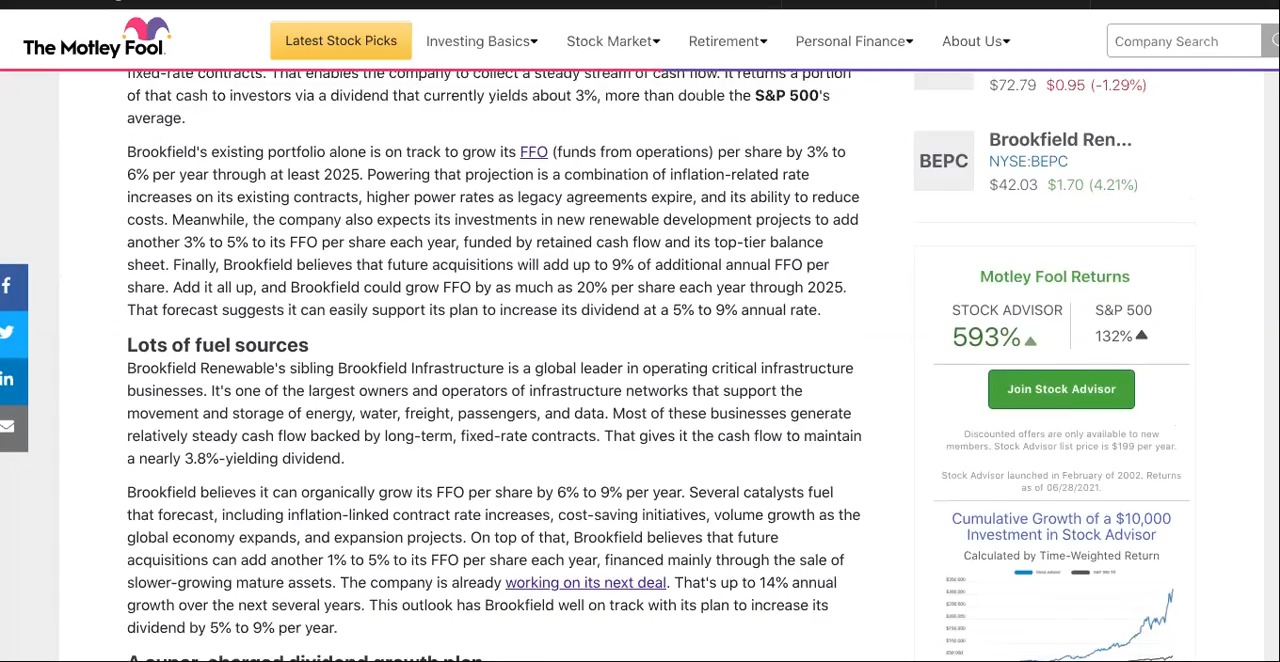 The Motley Fool.
Latest Stock Picks
Investing Basics▾
Stock Market▾
Retirement▾
Personal Finance▾
About Us▾
Company Search
fixed-rate contracts. That enables the company to collect a steady stream of cash flow. It returns a portion
of that cash to investors via a dividend that currently yields about 3%, more than double the S&P 500's
average.
Brookfield's existing portfolio alone is on track to grow its FFO (funds from operations) per share by 3% to
6% per year through at least 2025. Powering that projection is a combination of inflation-related rate
increases on its existing contracts, higher power rates as legacy agreements expire, and its ability to reduce
costs. Meanwhile, the company also expects its investments in new renewable development projects to add
another 3% to 5% to its FFO per share each year, funded by retained cash flow and its top-tier balance
sheet. Finally, Brookfield believes that future acquisitions will add up to 9% of additional annual FFO per
share. Add it all up, and Brookfield could grow FFO by as much as 20% per share each year through 2025.
That forecast suggests it can easily support its plan to increase its dividend at a 5% to 9% annual rate.
Lots of fuel sources
Brookfield Renewable's sibling Brookfield Infrastructure is a global leader in operating critical infrastructure
businesses. It's one of the largest owners and operators of infrastructure networks that support the
movement and storage of energy, water, freight, passengers, and data. Most of these businesses generate
relatively steady cash flow backed by long-term, fixed-rate contracts. That gives it the cash flow to maintain
a nearly 3.8%-yielding dividend.
Brookfield believes it can organically grow its FFO per share by 6% to 9% per year. Several catalysts fuel
that forecast, including inflation-linked contract rate increases, cost-saving initiatives, volume growth as the
global economy expands, and expansion projects. On top of that, Brookfield believes that future
acquisitions can add another 1% to 5% to its FFO per share each year, financed mainly through the sale of
slower-growing mature assets. The company is already working on its next deal. That's up to 14% annual
growth over the next several years. This outlook has Brookfield well on track with its plan to increase its
dividend by 5% to 9% per year.
A super-charged dividend growth plan
$72.79 $0.95 (-1.29%)
BEPC
Brookfield Ren...
NYSE:BEPC
$42.03 $1.70 (4.21%)
Motley Fool Returns
STOCK ADVISOR
593%
S&P 500
132%
Join Stock Advisor
Discounted offers are only available to new
members. Stock Advisor list price is $199 per year.
Stock Advisor launched in February of 2002. Returns
as of 06/28/2021.
Cumulative Growth of a $10,000
Investment in Stock Advisor
Calculated by Time-Weighted Return
Stock Advisor